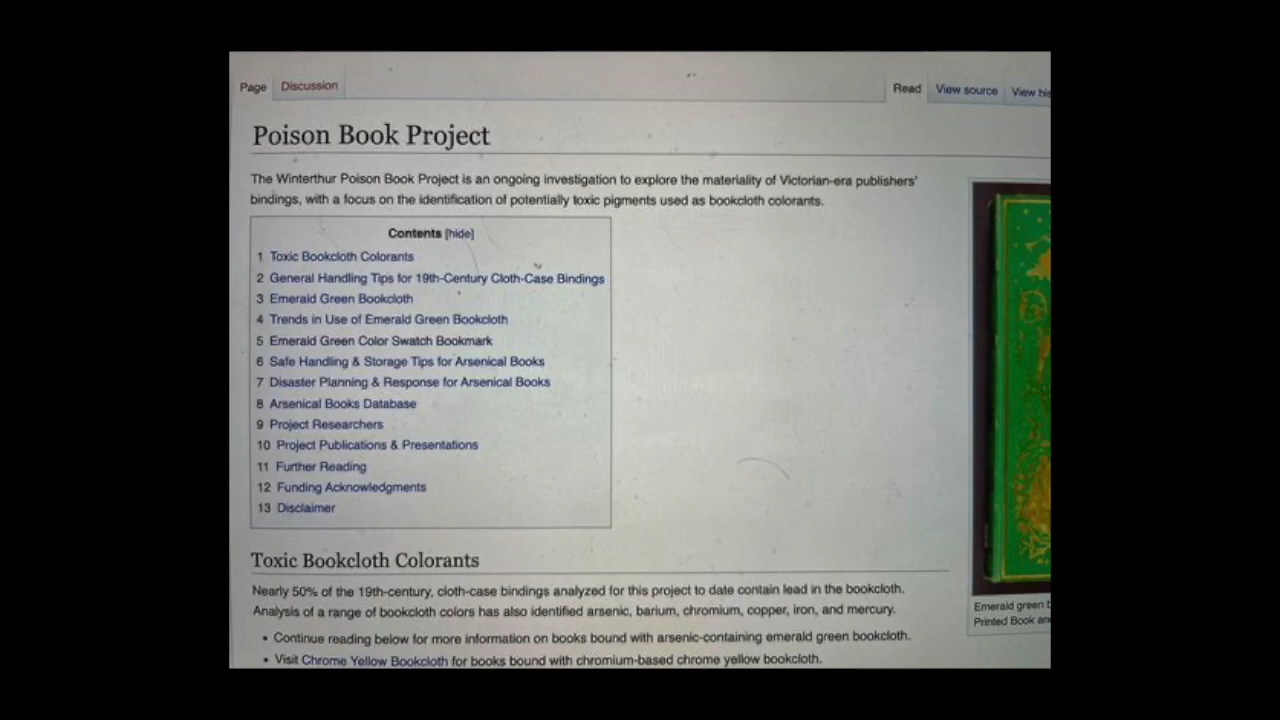 Page Discussion Read View source View
Poison Book Project
The Winterthur Poison Book Project is an ongoing investigation to explore the materiality of Victorian-era publishers'
bindings, with a focus on the identification of potentially toxic pigments used as bookcloth colorants.
Contents [hide]
1 Toxic Bookcloth Colorants
2 General Handling Tips for 19th-Century Cloth-Case Bindings
3 Emerald Green Bookcloth
4 Trends in Use of Emerald Green Bookcloth
5 Emerald Green Color Swatch Bookmark
6 Safe Handling & Storage Tips for Arsenical Books
7 Disaster Planning & Response for Arsenical Books
8 Arsenical Books Database
9 Project Researchers
10 Project Publications & Presentations
11 Further Reading
12 Funding Acknowledgments
13 Disclaimer
Toxic Bookcloth Colorants
Nearly 50% of the 19th-century, cloth-case bindings analyzed for this project to date contain lead in the bookcloth.
Analysis of a range of bookcloth colors has also identified arsenic, barium, chromium, copper, iron, and mercury.
• Continue reading below for more information on books bound with arsenic-containing emerald green bookcloth.
• Visit Chrome Yellow Bookcloth for books bound with chromium-based chrome yellow bookcloth.
Emerald green
Printed Book